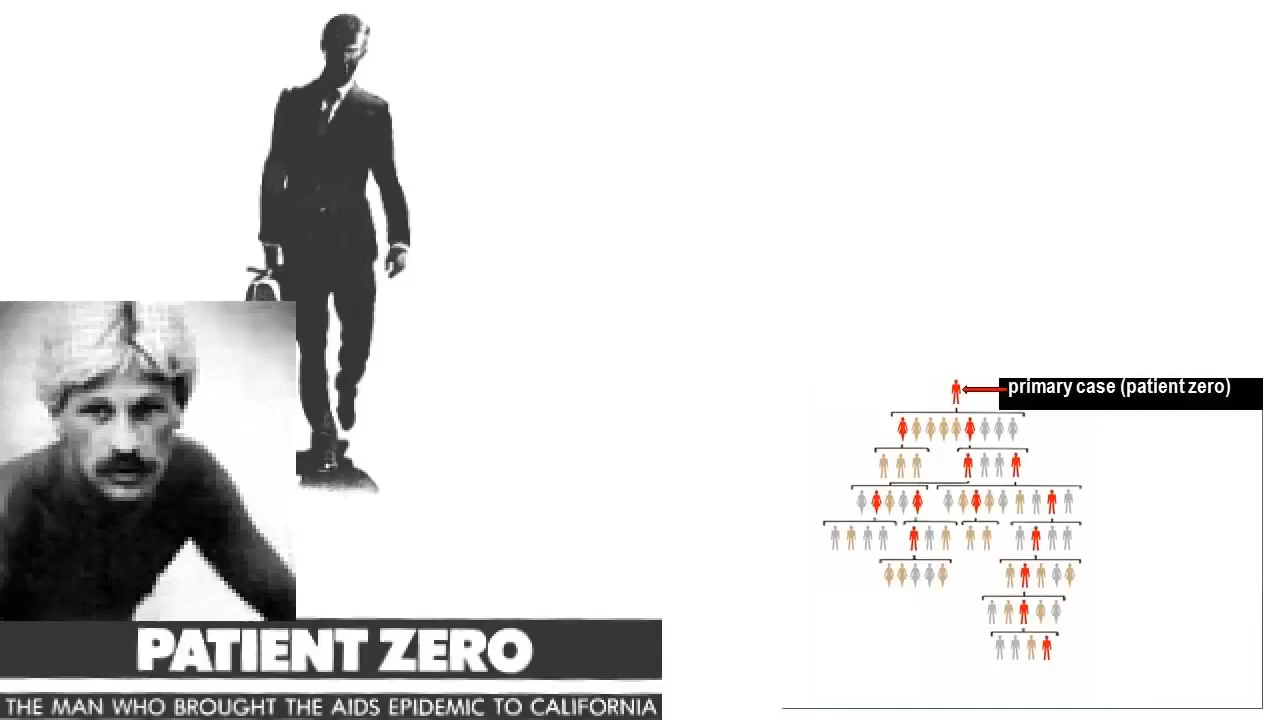 primary case (patient zero)
PATIENT ZERO
THE MAN WHO BROUGHT THE AIDS EPIDEMIC TO CALIFORNIA